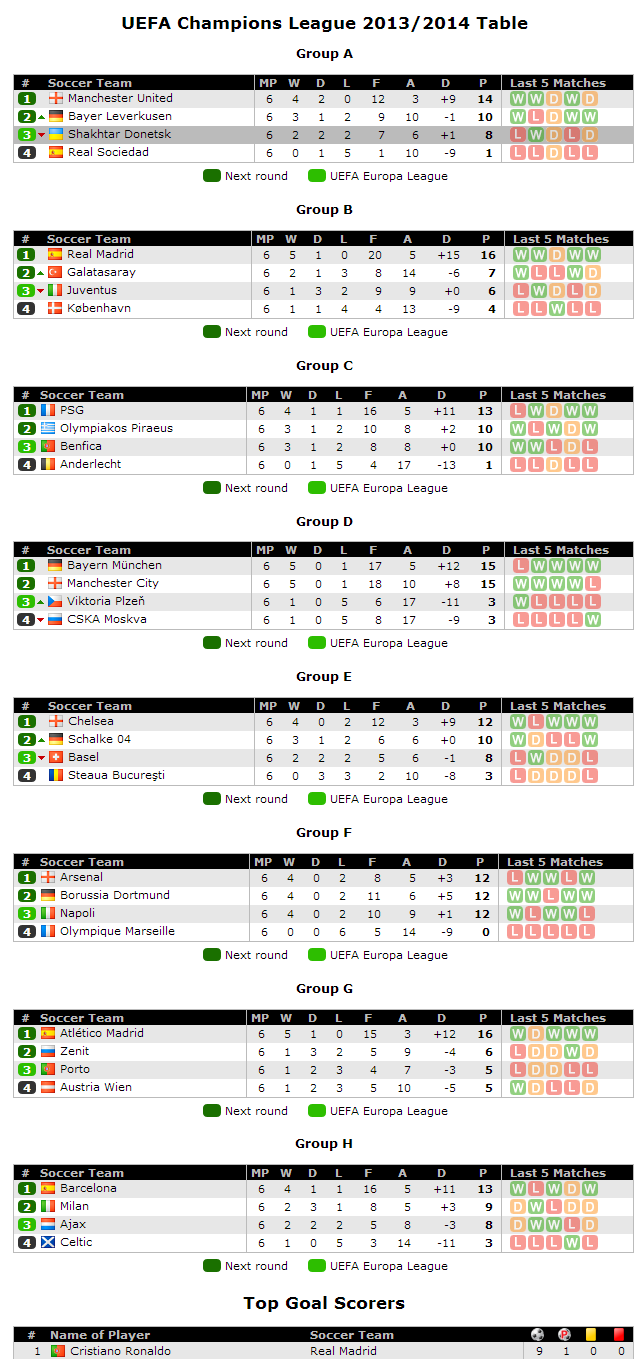 UEFA Champions League 2013/2014 Table
Group A
# Soccer Team MP W D L F A D P Last 5 Matches
1 Manchester United 6 4 2 0 12 3 +9 14 W W D W D
2 Bayer Leverkusen 6 3 1 2 9 10 -1 10 W L D W W
3 Shakhtar Donetsk 6 2 2 2 7 6 +1 8 L W D L D
4 Real Sociedad 6 0 1 5 1 10 -9 1 L L D L L
Next round UEFA Europa League
Group B
# Soccer Team MP W D L F A D P Last 5 Matches
1 Real Madrid 6 5 1 0 20 5 +15 16 W W D W W
2 Galatasaray 6 2 1 3 8 14 -6 7 W L L W D
3 Juventus 6 1 3 2 9 9 +0 6 L W D L D
4 København 6 1 1 4 4 13 -9 4 L L W L L
Next round UEFA Europa League
Group C
# Soccer Team MP W D L F A D P Last 5 Matches
1 PSG 6 4 1 1 16 5 +11 13 L W D W W
2 Olympiakos Piraeus 6 3 1 2 10 8 +2 10 W L W D W
3 Benfica 6 3 1 2 8 8 +0 10 W W L D L
4 Anderlecht 6 0 1 5 4 17 -13 1 L L D L L
Next round UEFA Europa League
Group D
# Soccer Team MP W D L F A D P Last 5 Matches
1 Bayern München 6 5 0 1 17 5 +12 15 L W W W W
2 Manchester City 6 5 0 1 18 10 +8 15 W W W W L
3 Viktoria Plzeň 6 1 0 5 6 17 -11 3 W L L L L
4 CSKA Moskva 6 1 0 5 8 17 -9 3 L L L L W
Next round UEFA Europa League
Group E
# Soccer Team MP W D L F A D P Last 5 Matches
1 Chelsea 6 4 0 2 12 3 +9 12 W L W W W
2 Schalke 04 6 3 1 2 6 6 +0 10 W D L L W
3 Basel 6 2 2 2 5 6 -1 8 L W D D L
4 Steaua Bucureşti 6 0 3 3 2 10 -8 3 L D D D L
Next round UEFA Europa League
Group F
# Soccer Team MP W D L F A D P Last 5 Matches
1 Arsenal 6 4 0 2 8 5 +3 12 L W W L W
2 Borussia Dortmund 6 4 0 2 11 6 +5 12 W W L W W
3 Napoli 6 4 0 2 10 9 +1 12 W L W W L
4 Olympique Marseille 6 0 0 6 5 14 -9 0 L L L L L
Next round UEFA Europa League
Group G
# Soccer Team MP W D L F A D P Last 5 Matches
1 Atlético Madrid 6 5 1 0 15 3 +12 16 W D W W W
2 Zenit 6 1 3 2 5 9 -4 6 L D D W D
3 Porto 6 1 2 3 4 7 -3 5 L D D L L
4 Austria Wien 6 1 2 3 5 10 -5 5 W D L L D
Next round UEFA Europa League
Group H
# Soccer Team MP W D L F A D P Last 5 Matches
1 Barcelona 6 4 1 1 16 5 +11 13 W L W D W
2 Milan 6 2 3 1 8 5 +3 9 D W L D D
3 Ajax 6 2 2 2 5 8 -3 8 D W W L D
4 Celtic 6 1 0 5 3 14 -11 3 L L L W L
Next round UEFA Europa League
Top Goal Scorers
# Name of Player Soccer Team P
1 Cristiano Ronaldo Real Madrid 9 1 0 0